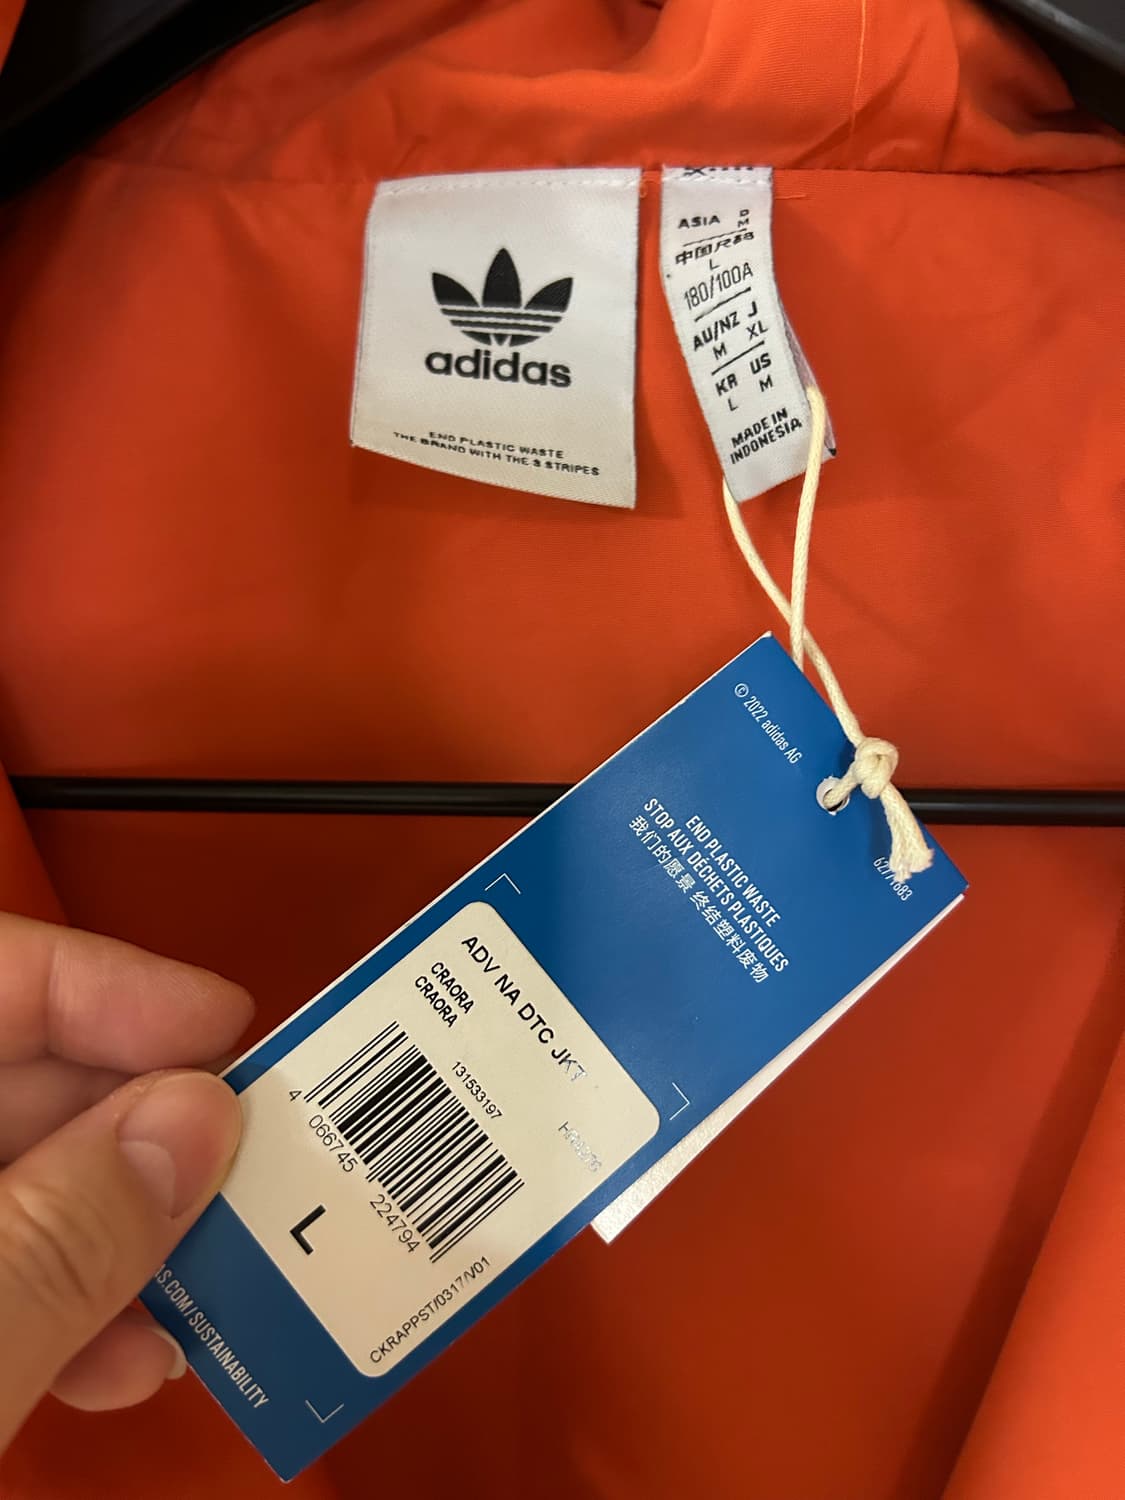 adidas
END PLASTIC WASTE
THE BRAND WITH THE 3 STRIPES
ASIA D
M
中国尺码
L
180/100A
AU/NZ J
M XL
KR US
L M
MADE IN
INDONESIA
© 2022 adidas AG
END PLASTIC WASTE
STOP AUX DÉCHETS PLASTIQUES
我们的愿景 终结塑料废物
ADV NA DTC JKT
CRAORA
CRAORA
131533197
4 066745 224794
L
CKRAPPST/0317/V01
.COM/SUSTAINABILITY